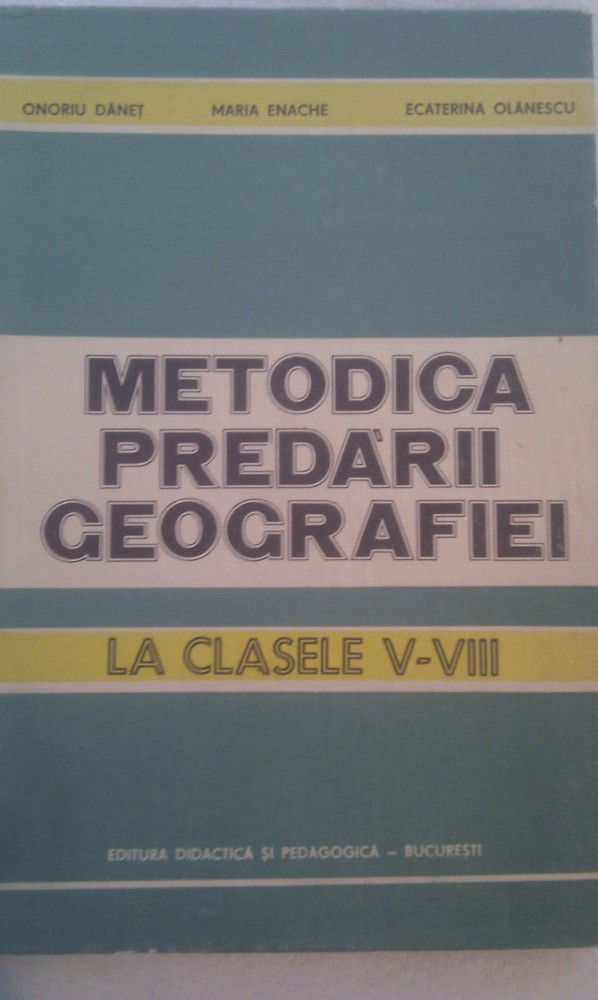 ONORIU DĂNEȚ MARIA ENACHE ECATERINA OLĂNESCU
METODICA
PREDĂRII
GEOGRAFIEI
LA CLASELE V-VIII
EDITURA DIDACTICĂ ȘI PEDAGOGICĂ – BUCUREȘTI